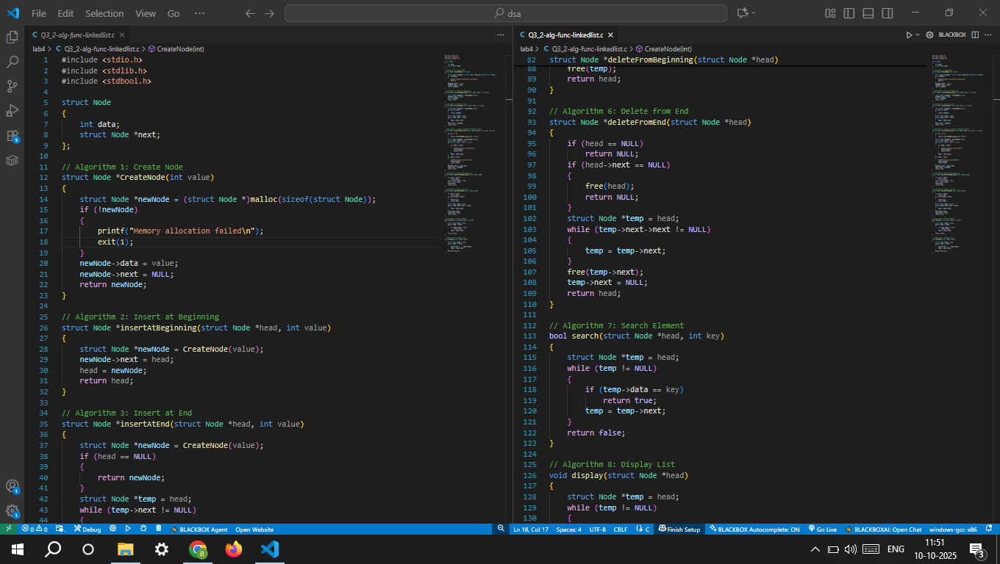 File Edit Selection View Go ···
dsa
Q3_2-alg-func-linkedlist.c
lab4 > C Q3_2-alg-func-linkedlist.c > CreateNode(int)
1 #include <stdio.h>
2 #include <stdlib.h>
3 #include <stdbool.h>
4
5 struct Node
6 {
7 int data;
8 struct Node *next;
9 };
10
11 // Algorithm 1: Create Node
12 struct Node *CreateNode(int value)
13 {
14 struct Node *newNode = (struct Node *)malloc(sizeof(struct Node));
15 if (!newNode)
16 {
17 printf("Memory allocation failed\n");
18 exit(1);
19 }
20 newNode->data = value;
21 newNode->next = NULL;
22 return newNode;
23 }
24
25 // Algorithm 2: Insert at Beginning
26 struct Node *insertAtBeginning(struct Node *head, int value)
27 {
28 struct Node *newNode = CreateNode(value);
29 newNode->next = head;
30 head = newNode;
31 return head;
32 }
33
34 // Algorithm 3: Insert at End
35 struct Node *insertAtEnd(struct Node *head, int value)
36 {
37 struct Node *newNode = CreateNode(value);
38 if (head == NULL)
39 {
40 return newNode;
41 }
42 struct Node *temp = head;
43 while (temp->next != NULL)
44 {
C Q3_2-alg-func-linkedlist.c
BLACKBOX
lab4 > C Q3_2-alg-func-linkedlist.c > CreateNode(int)
82 struct Node *deleteFromBeginning(struct Node *head)
88 free(temp);
89 return head;
90 }
91
92 // Algorithm 6: Delete from End
93 struct Node *deleteFromEnd(struct Node *head)
94 {
95 if (head == NULL)
96 return NULL;
97 if (head->next == NULL)
98 {
99 free(head);
100 return NULL;
101 }
102 struct Node *temp = head;
103 while (temp->next->next != NULL)
104 {
105 temp = temp->next;
106 }
107 free(temp->next);
108 temp->next = NULL;
109 return head;
110 }
111
112 // Algorithm 7: Search Element
113 bool search(struct Node *head, int key)
114 {
115 struct Node *temp = head;
116 while (temp != NULL)
117 {
118 if (temp->data == key)
119 return true;
120 temp = temp->next;
121 }
122 return false;
123 }
124
125 // Algorithm 8: Display List
126 void display(struct Node *head)
127 {
128 struct Node *temp = head;
129 while (temp != NULL)
130 {
0 0 Debug BLACKBOX Agent Open Website Ln 18, Col 17 Spaces: 4 UTF-8 CRLF C Finish Setup BLACKBOX Autocomplete: ON Go Live BLACKBOXAI: Open Chat windows-gcc-x86
ENG
11:51
10-10-2025
3